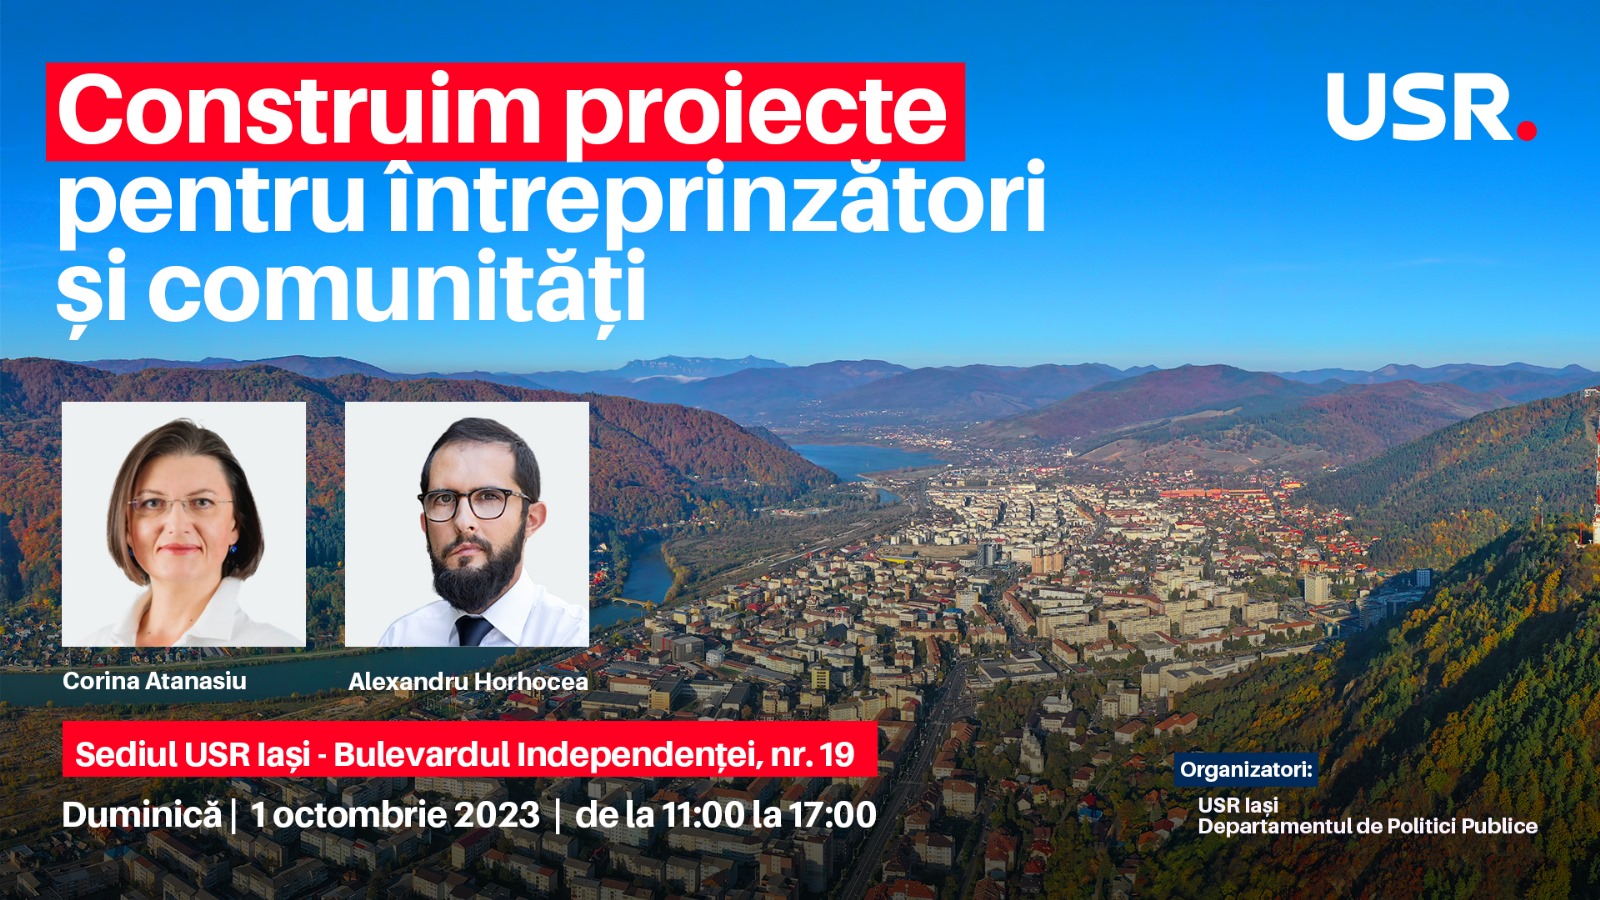 Construim proiecte
pentru întreprinzători
și comunități
USR.
Corina Atanasiu
Alexandru Horhocea
Sediul USR Iași - Bulevardul Independenței, nr. 19
Duminică | 1 octombrie 2023 | de la 11:00 la 17:00
Organizatori:
USR Iași
Departamentul de Politici Publice